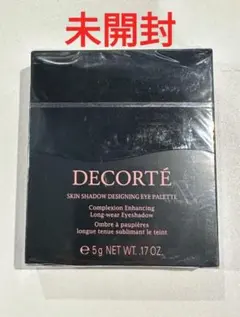 未開封
DECORTÉ
SKIN SHADOW DESIGNING EYE PALETTE
Complexion Enhancing
Long-wear Eyeshadow
Ombre à paupières
longue tenue sublimant le teint
℮ 5g NET WT. .17 OZ.